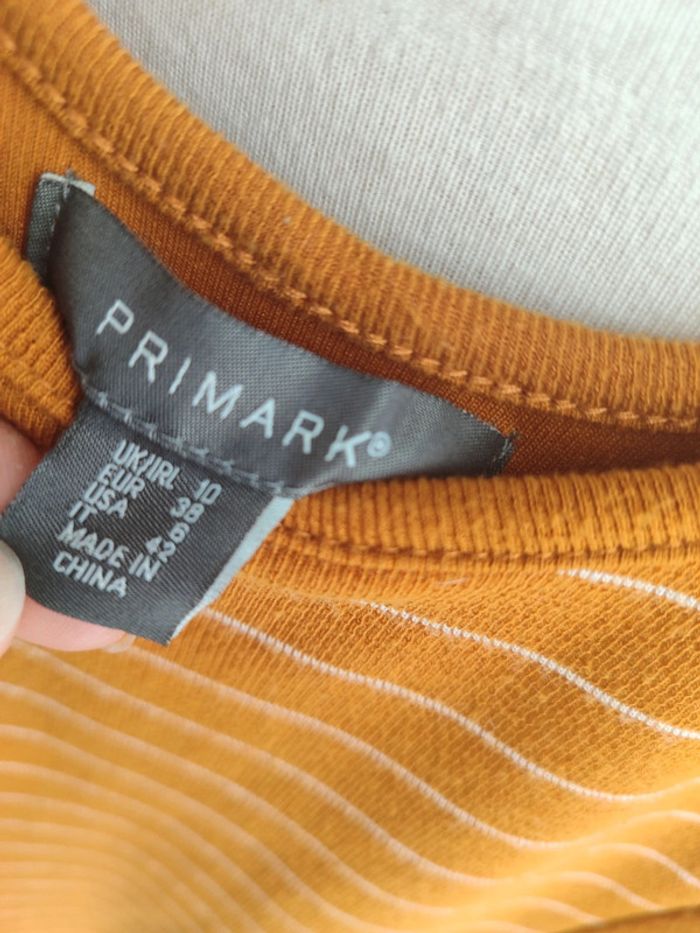 PRIMARK®
UK/IRL 10
EUR 38
USA 6
IT 42
MADE IN
CHINA